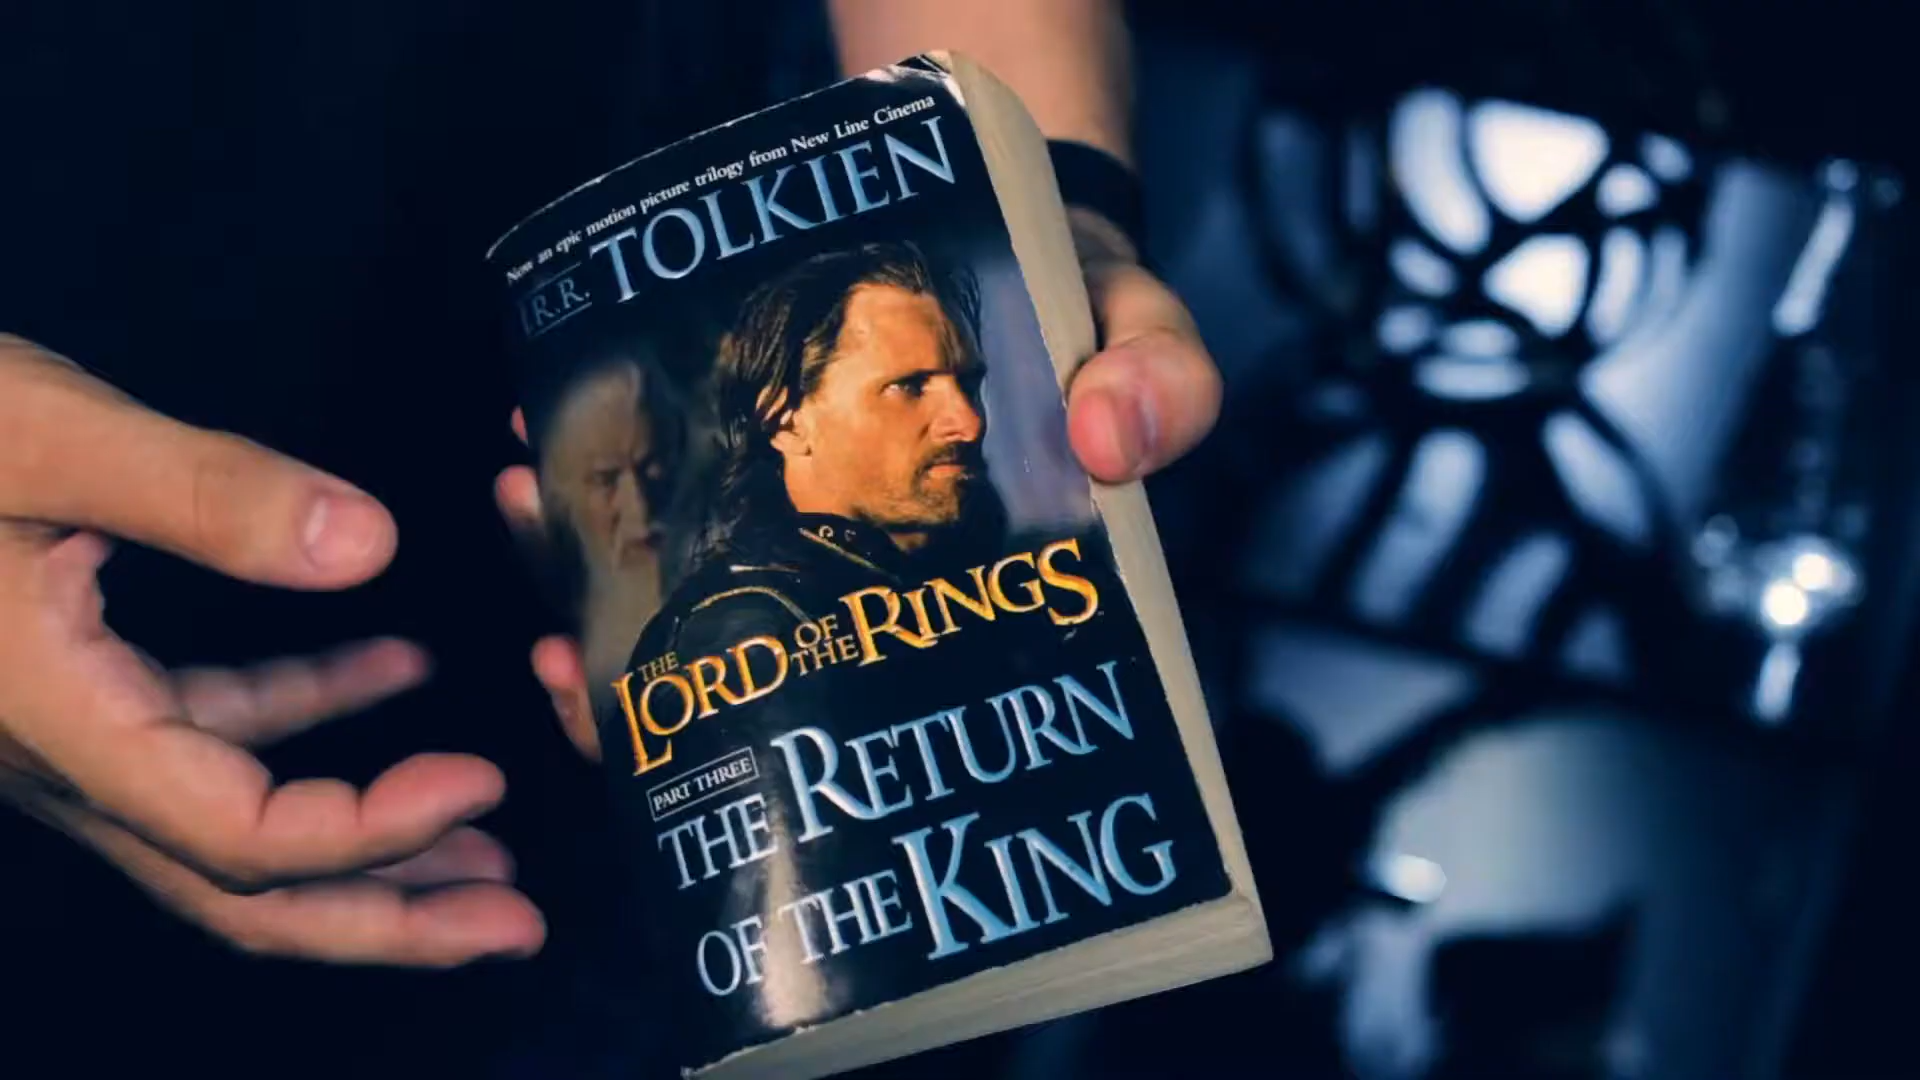 Now an epic motion picture trilogy from New Line Cinema
J.R.R. TOLKIEN
THE LORD OF THE RINGS
PART THREE
THE RETURN
OF THE KING